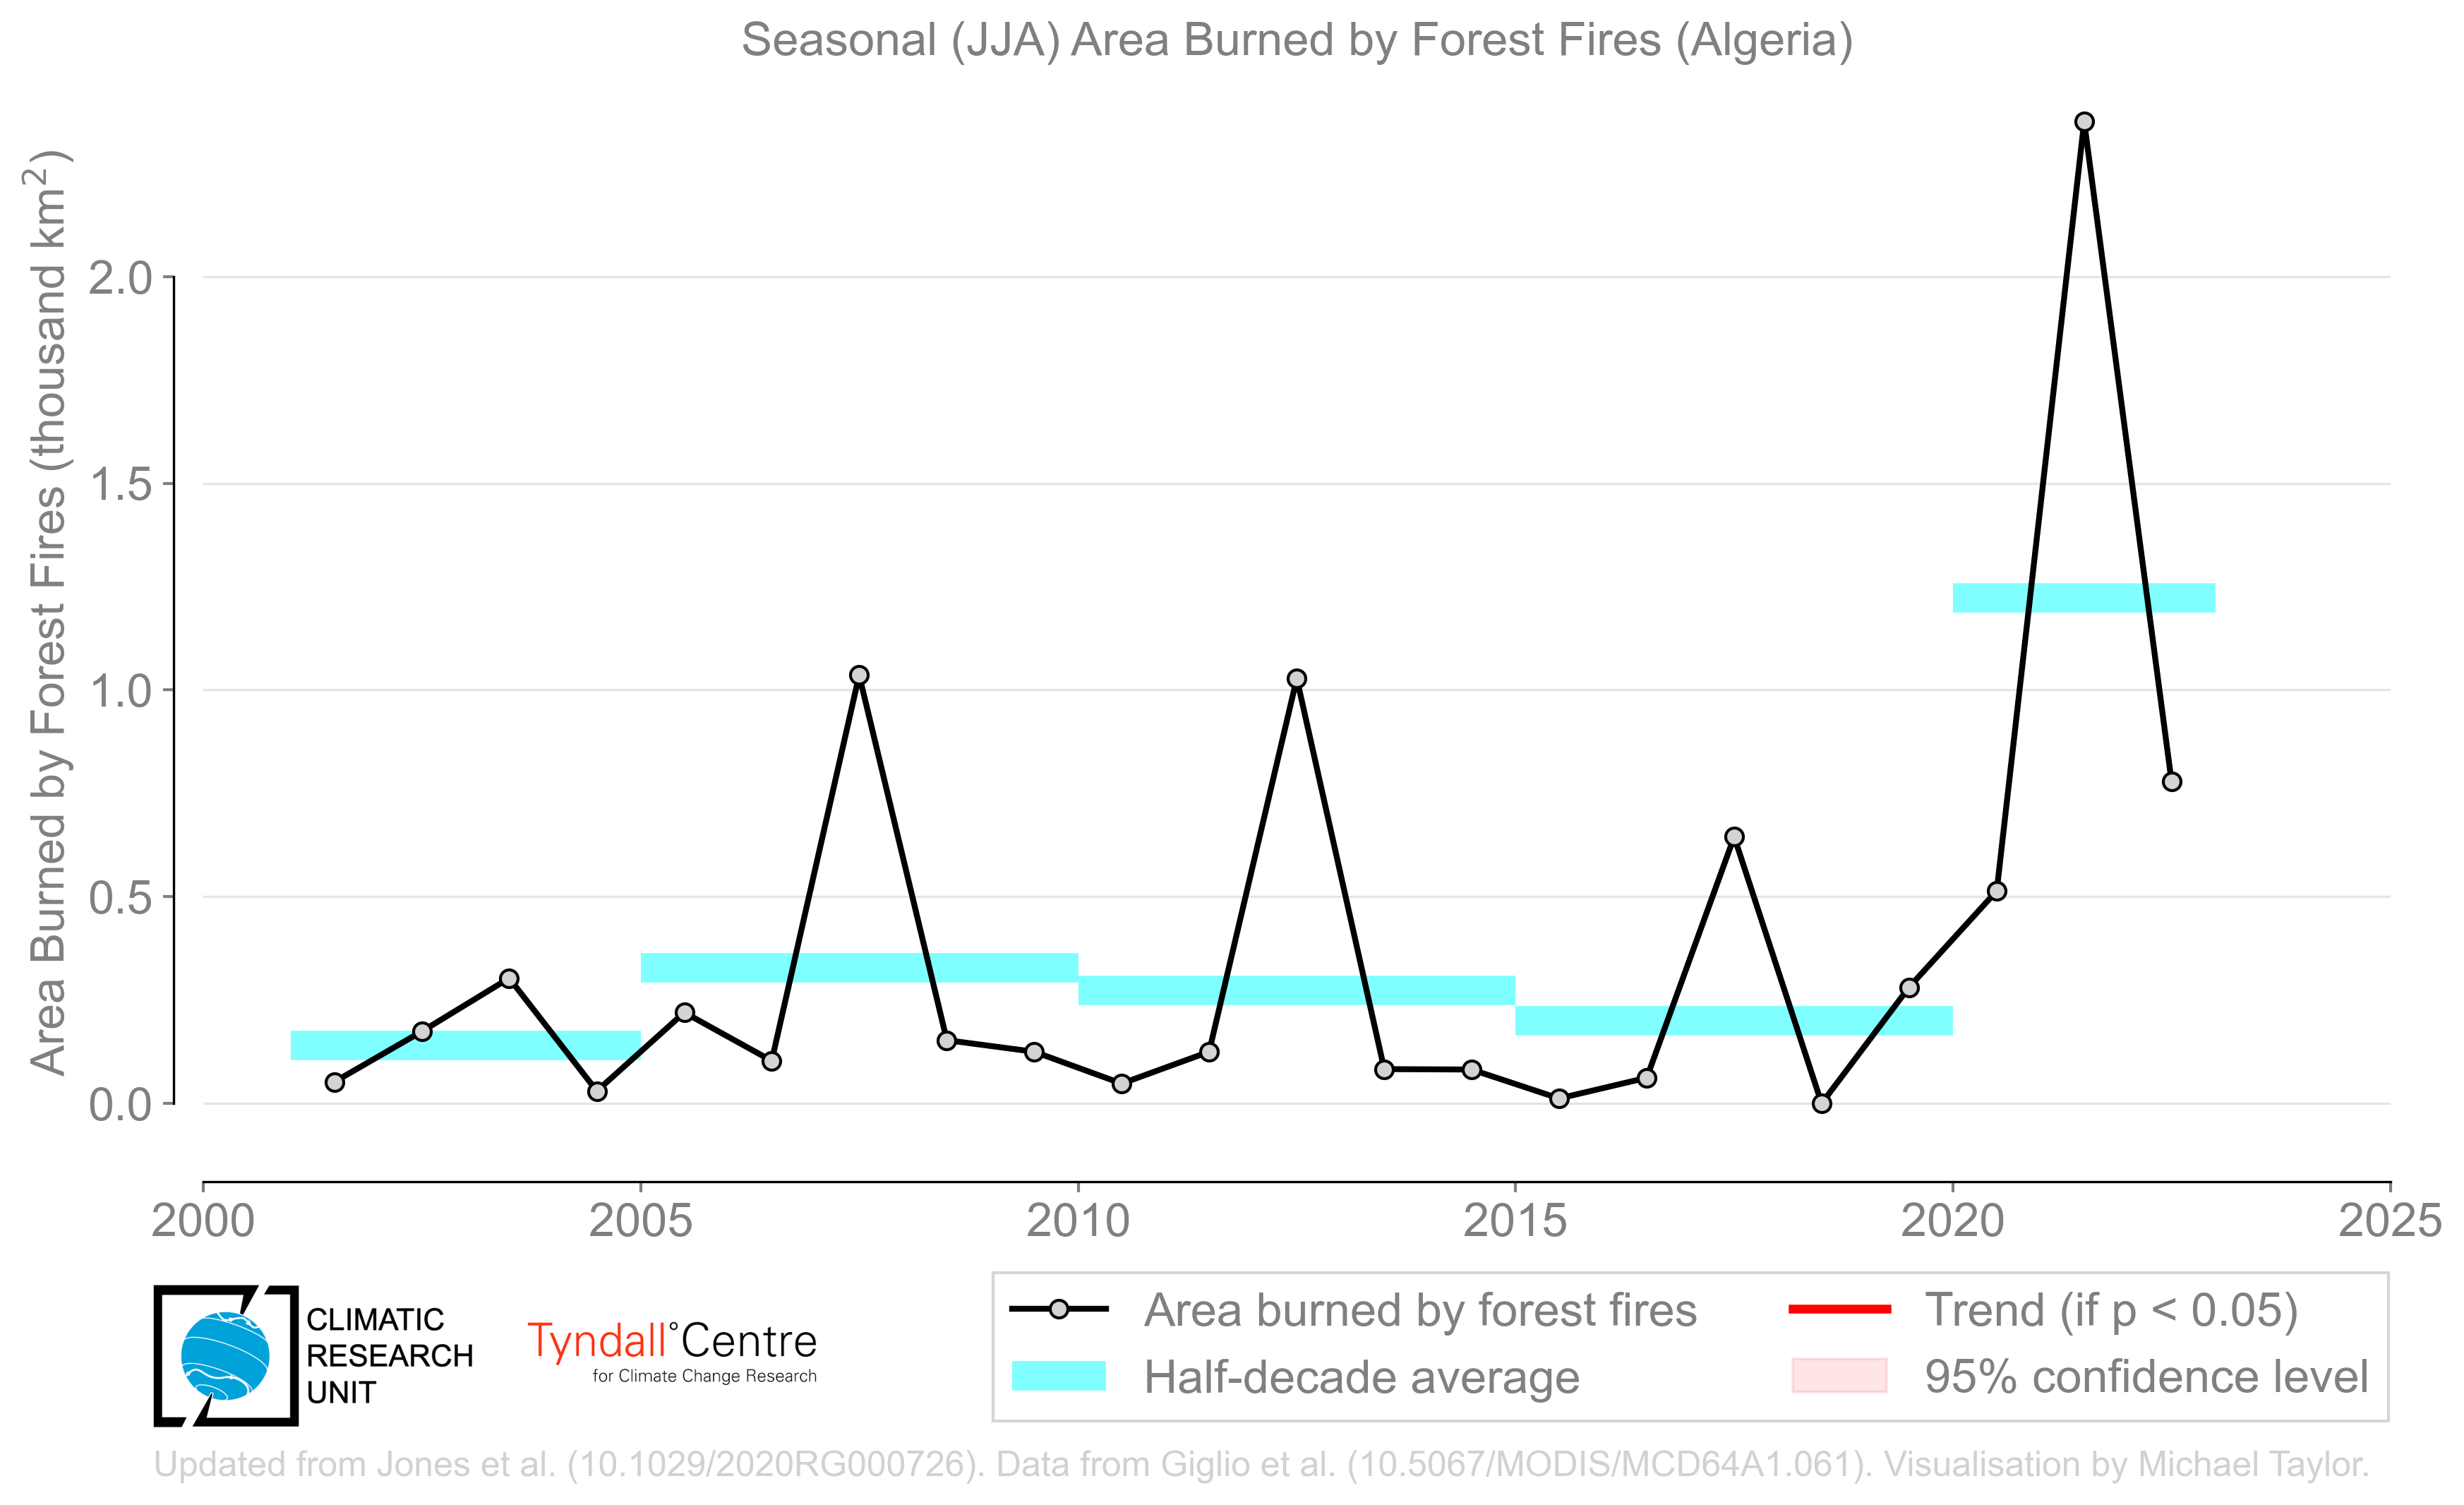 Seasonal (JJA) Area Burned by Forest Fires (Algeria)
Area Burned by Forest Fires (thousand km²)
2.0
1.5
1.0
0.5
0.0
2000 2005 2010 2015 2020 2025
CLIMATIC
RESEARCH
UNIT
Tyndall°Centre
for Climate Change Research
Area burned by forest fires
Half-decade average
Trend (if p < 0.05)
95% confidence level
Updated from Jones et al. (10.1029/2020RG000726). Data from Giglio et al. (10.5067/MODIS/MCD64A1.061). Visualisation by Michael Taylor.